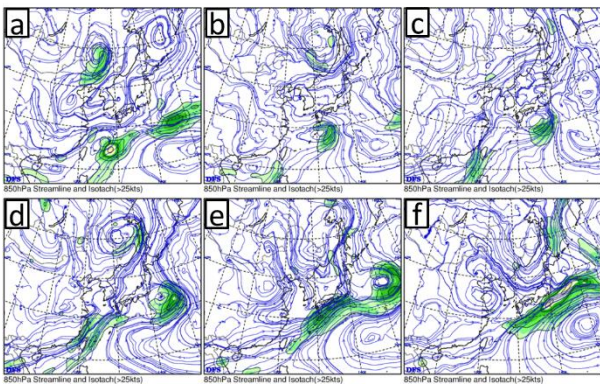 a
b
c
DFS
DFS
DFS
850hPa Streamline and Isotach(>25kts)
850hPa Streamline and Isotach(>25kts)
850hPa Streamline and Isotach(>25kts)
d
e
f
DFS
DFS
DFS
850hPa Streamline and Isotach(>25kts)
850hPa Streamline and Isotach(>25kts)
850hPa Streamline and Isotach(>25kts)